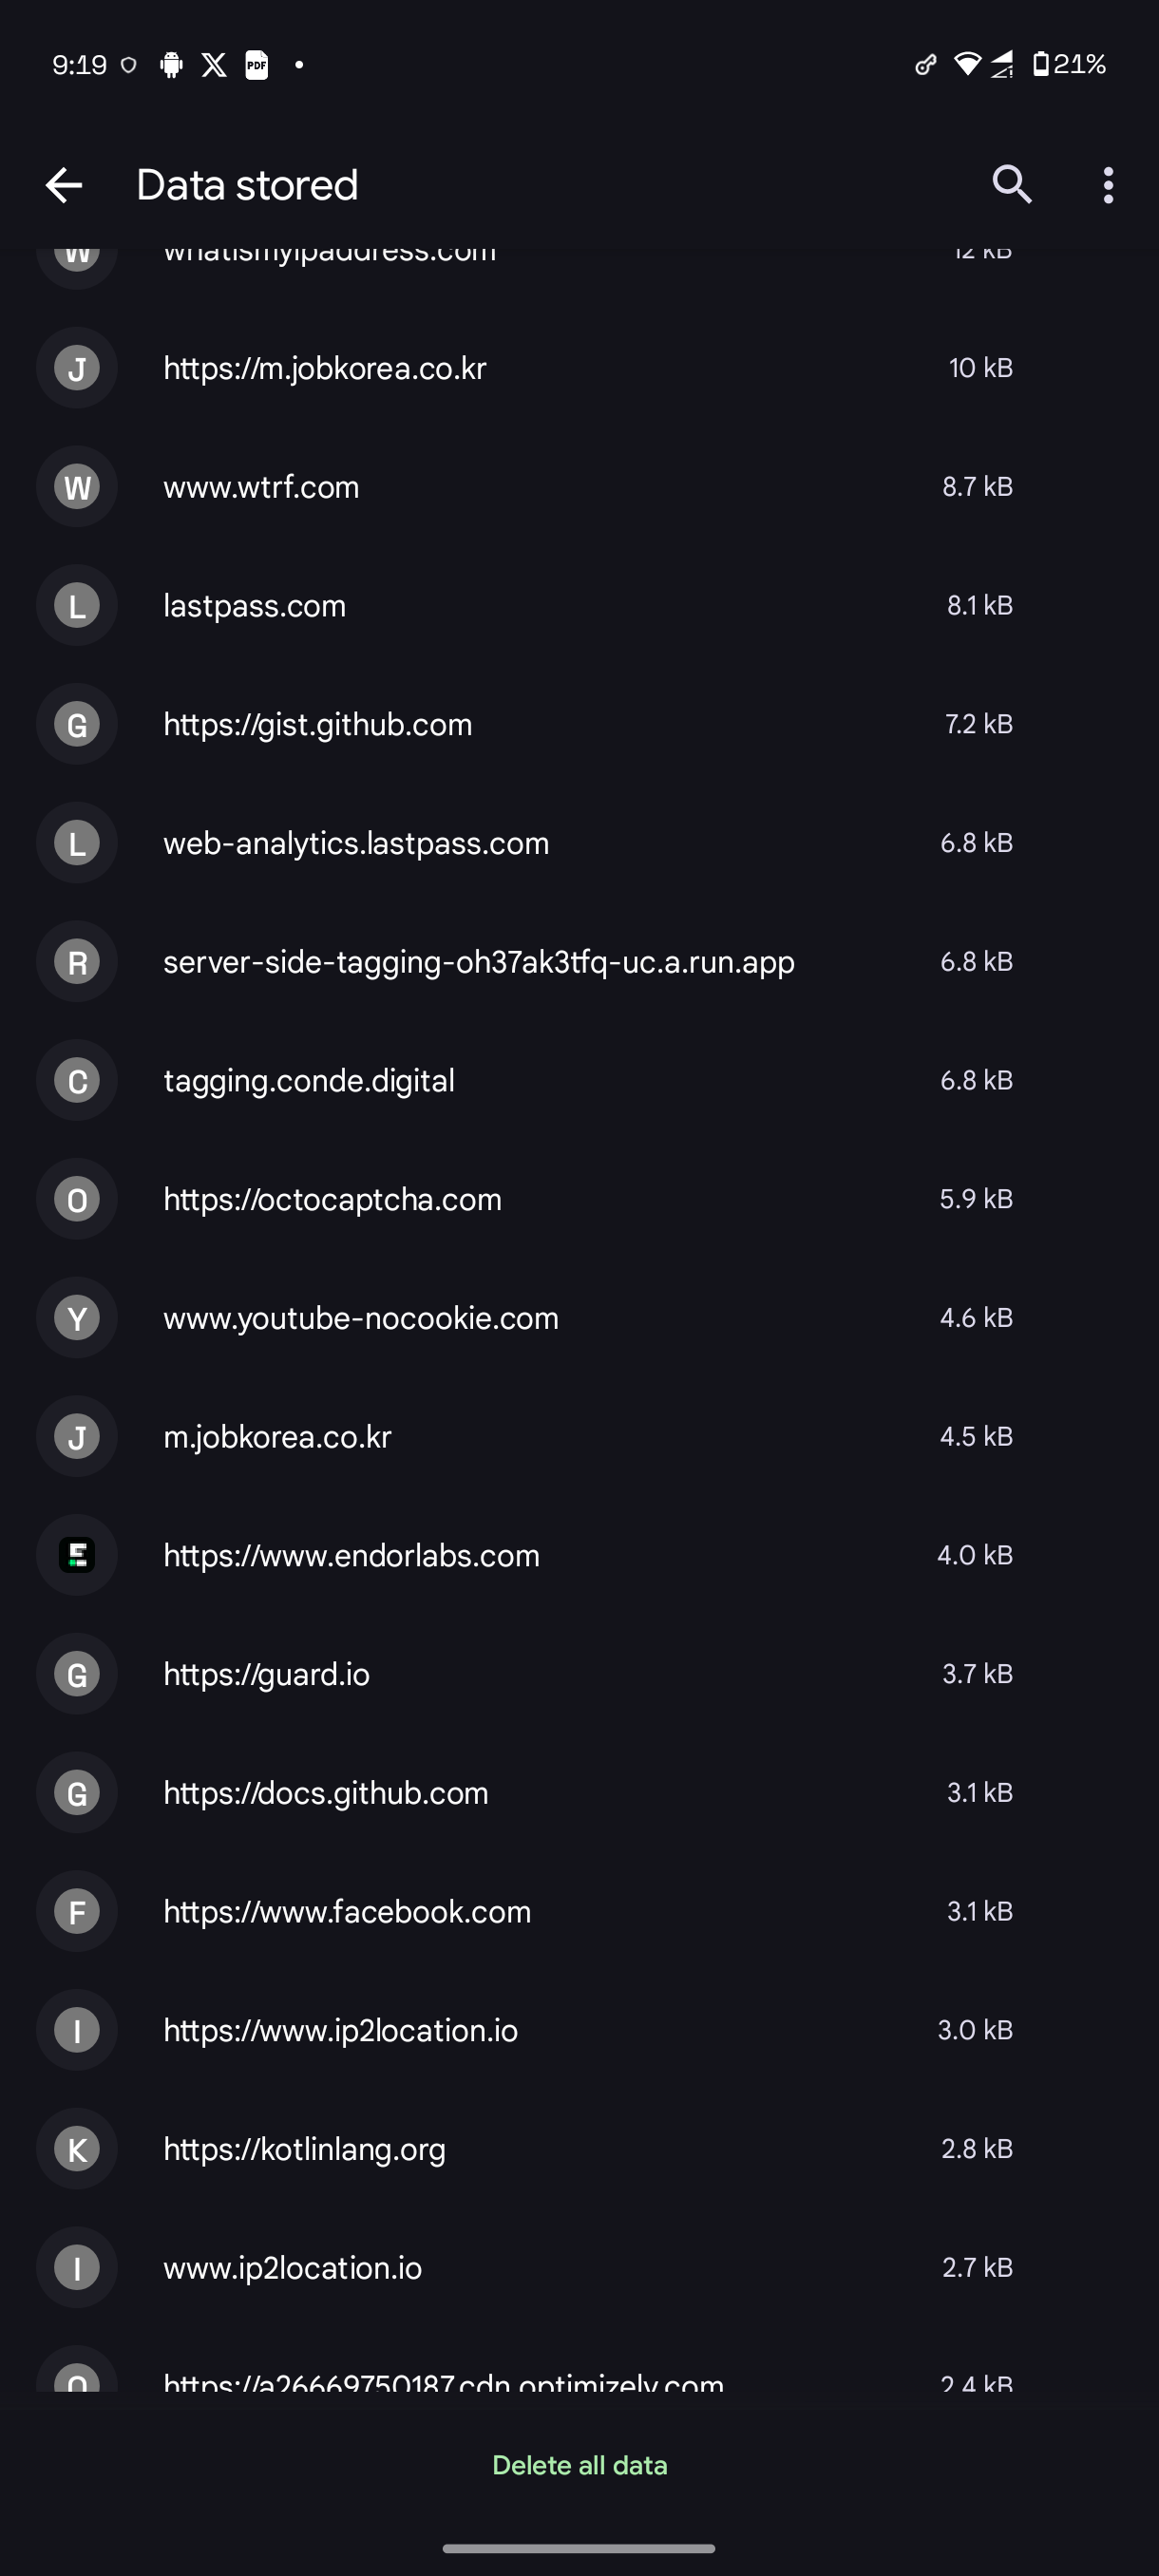 9:19 PDF 21%
Data stored
W whatismyipaddress.com 12 kB
J https://m.jobkorea.co.kr 10 kB
W www.wtrf.com 8.7 kB
L lastpass.com 8.1 kB
G https://gist.github.com 7.2 kB
L web-analytics.lastpass.com 6.8 kB
R server-side-tagging-oh37ak3tfq-uc.a.run.app 6.8 kB
C tagging.conde.digital 6.8 kB
O https://octocaptcha.com 5.9 kB
Y www.youtube-nocookie.com 4.6 kB
J m.jobkorea.co.kr 4.5 kB
https://www.endorlabs.com 4.0 kB
G https://guard.io 3.7 kB
G https://docs.github.com 3.1 kB
F https://www.facebook.com 3.1 kB
I https://www.ip2location.io 3.0 kB
K https://kotlinlang.org 2.8 kB
I www.ip2location.io 2.7 kB
O https://a26669750187.cdn.optimizely.com 2.4 kB
Delete all data